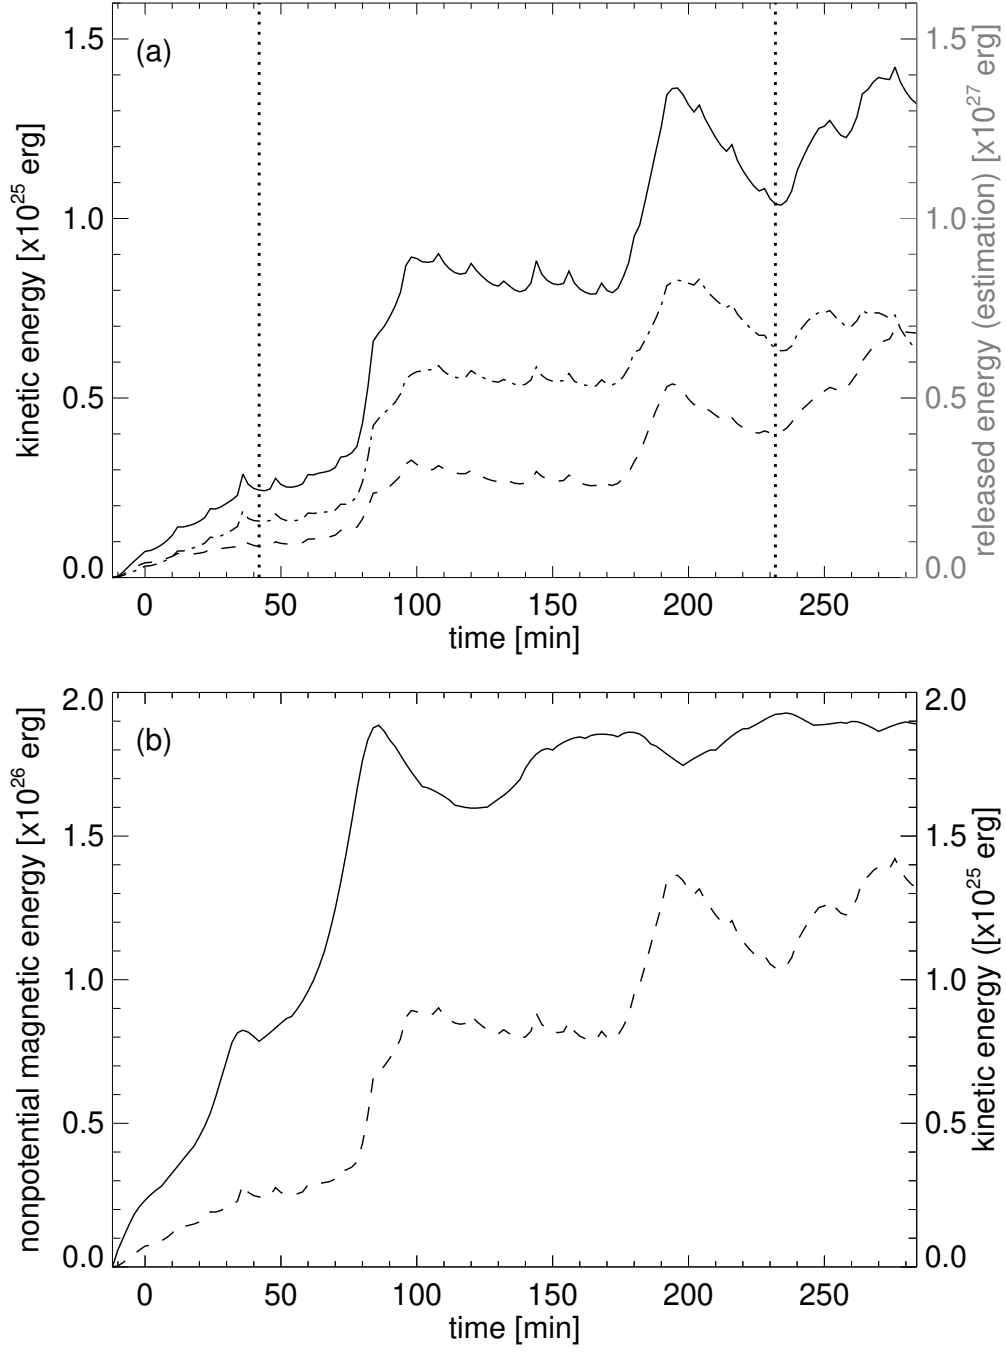 (a)
kinetic energy [x10^25 erg]
1.5
1.0
0.5
0.0
released energy (estimation) [x10^27 erg]
1.5
1.0
0.5
0.0
0 50 100 150 200 250
time [min]
(b)
nonpotential magnetic energy [x10^26 erg]
2.0
1.5
1.0
0.5
0.0
kinetic energy ([x10^25 erg]
2.0
1.5
1.0
0.5
0.0
0 50 100 150 200 250
time [min]